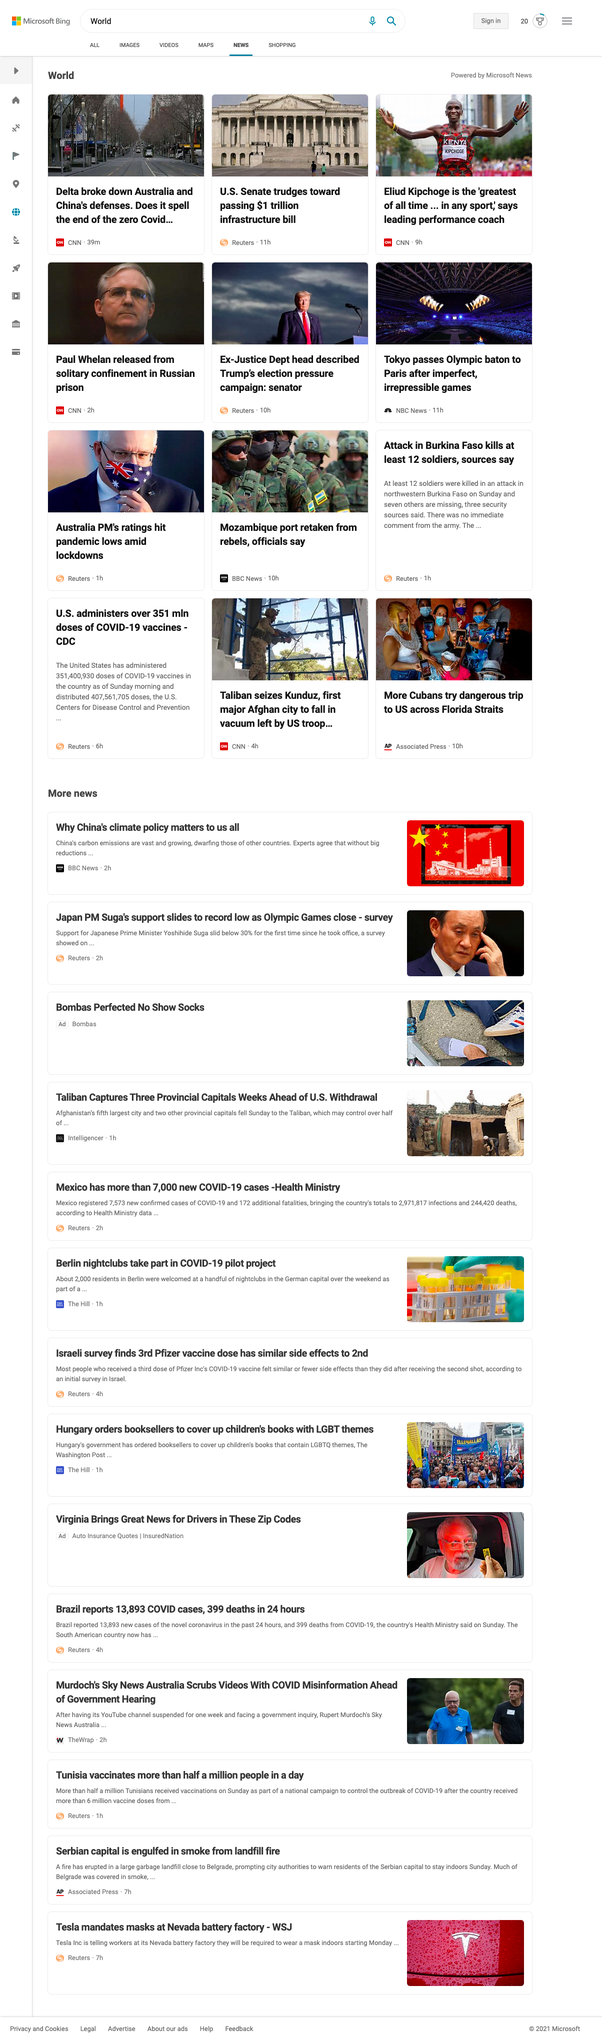 Microsoft Bing
World
Sign in
20
ALL
IMAGES
VIDEOS
MAPS
NEWS
SHOPPING
World
Powered by Microsoft News
Delta broke down Australia and
China's defenses. Does it spell
the end of the zero Covid...
CNN · 39m
U.S. Senate trudges toward
passing $1 trillion
infrastructure bill
Reuters · 11h
KENYA
KIPCHOGE
Eliud Kipchoge is the 'greatest
of all time ... in any sport,' says
leading performance coach
CNN · 9h
Paul Whelan released from
solitary confinement in Russian
prison
CNN · 2h
Ex-Justice Dept head described
Trump's election pressure
campaign: senator
Reuters · 10h
Tokyo passes Olympic baton to
Paris after imperfect,
irrepressible games
NBC News · 11h
Australia PM's ratings hit
pandemic lows amid
lockdowns
Reuters · 1h
Mozambique port retaken from
rebels, officials say
BBC News · 10h
Attack in Burkina Faso kills at
least 12 soldiers, sources say
At least 12 soldiers were killed in an attack in
northwestern Burkina Faso on Sunday and
seven others are missing, three security
sources said. There was no immediate
comment from the army. The ...
Reuters · 1h
U.S. administers over 351 mln
doses of COVID-19 vaccines -
CDC
The United States has administered
351,400,930 doses of COVID-19 vaccines in
the country as of Sunday morning and
distributed 407,561,705 doses, the U.S.
Centers for Disease Control and Prevention
...
Reuters · 6h
Taliban seizes Kunduz, first
major Afghan city to fall in
vacuum left by US troop...
CNN · 4h
More Cubans try dangerous trip
to US across Florida Straits
AP Associated Press · 10h
More news
Why China's climate policy matters to us all
China's carbon emissions are vast and growing, dwarfing those of other countries. Experts agree that without big
reductions ...
BBC News · 2h
Japan PM Suga's support slides to record low as Olympic Games close - survey
Support for Japanese Prime Minister Yoshihide Suga slid below 30% for the first time since he took office, a survey
showed on ...
Reuters · 2h
Bombas Perfected No Show Socks
Ad Bombas
Taliban Captures Three Provincial Capitals Weeks Ahead of U.S. Withdrawal
Afghanistan's fifth largest city and two other provincial capitals fell Sunday to the Taliban, which may control over half
of ...
Intelligencer · 1h
Mexico has more than 7,000 new COVID-19 cases -Health Ministry
Mexico registered 7,573 new confirmed cases of COVID-19 and 172 additional fatalities, bringing the country's totals to 2,971,817 infections and 244,420 deaths,
according to Health Ministry data ...
Reuters · 2h
Berlin nightclubs take part in COVID-19 pilot project
About 2,000 residents in Berlin were welcomed at a handful of nightclubs in the German capital over the weekend as
part of a ...
The Hill · 1h
Israeli survey finds 3rd Pfizer vaccine dose has similar side effects to 2nd
Most people who received a third dose of Pfizer Inc's COVID-19 vaccine felt similar or fewer side effects than they did after receiving the second shot, according to
an initial survey in Israel.
Reuters · 4h
Hungary orders booksellers to cover up children's books with LGBT themes
Hungary's government has ordered booksellers to cover up children's books that contain LGBTQ themes, The
Washington Post ...
The Hill · 1h
Virginia Brings Great News for Drivers in These Zip Codes
Ad Auto Insurance Quotes | InsuredNation
Brazil reports 13,893 COVID cases, 399 deaths in 24 hours
Brazil reported 13,893 new cases of the novel coronavirus in the past 24 hours, and 399 deaths from COVID-19, the country's Health Ministry said on Sunday. The
South American country now has ...
Reuters · 4h
Murdoch's Sky News Australia Scrubs Videos With COVID Misinformation Ahead
of Government Hearing
After having its YouTube channel suspended for one week and facing a government inquiry, Rupert Murdoch's Sky
News Australia ...
W TheWrap · 2h
Tunisia vaccinates more than half a million people in a day
More than half a million Tunisians received vaccinations on Sunday as part of a national campaign to control the outbreak of COVID-19 after the country received
more than 6 million vaccine doses from ...
Reuters · 1h
Serbian capital is engulfed in smoke from landfill fire
A fire has erupted in a large garbage landfill close to Belgrade, prompting city authorities to warn residents of the Serbian capital to stay indoors Sunday. Much of
Belgrade was covered in smoke, ...
AP Associated Press · 7h
Tesla mandates masks at Nevada battery factory - WSJ
Tesla Inc is telling workers at its Nevada battery factory they will be required to wear a mask indoors starting Monday ...
Reuters · 7h
Privacy and Cookies
Legal
Advertise
About our ads
Help
Feedback
© 2021 Microsoft